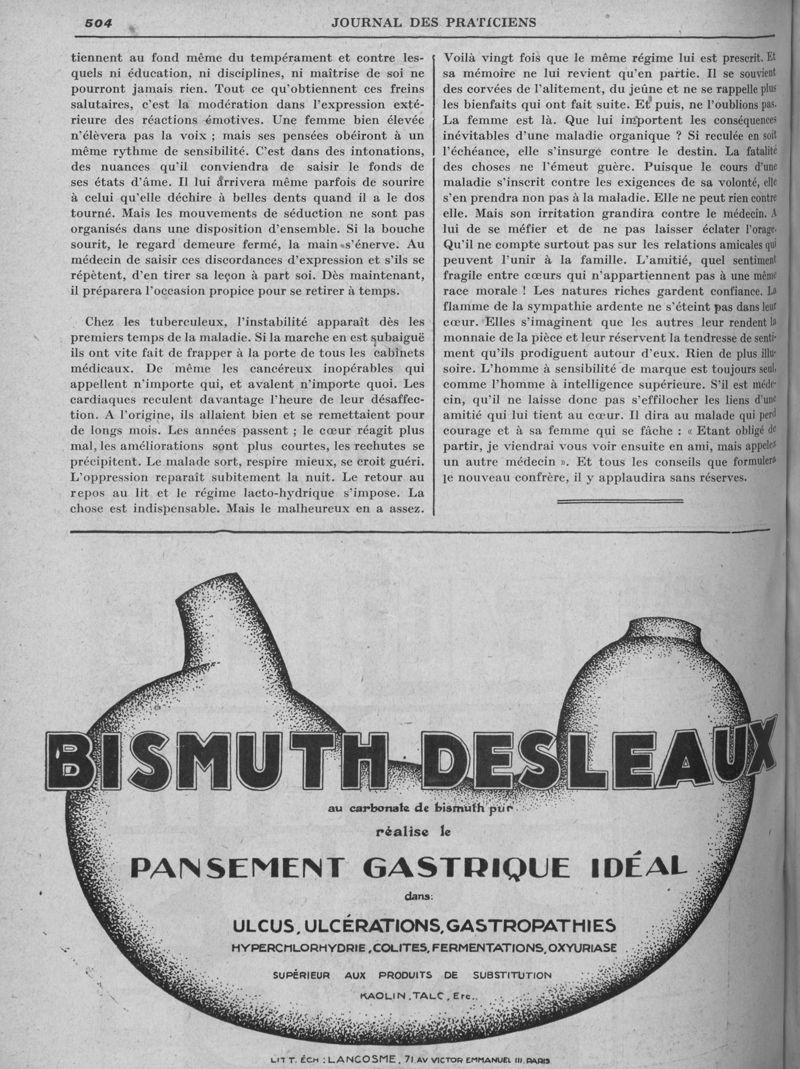 504
JOURNAL DES PRATICIENS
tiennent au fond même du tempérament et contre les-
quels ni éducation, ni disciplines, ni maîtrise de soi ne
pourront jamais rien. Tout ce qu'obtiennent ces freins
salutaires, c'est la modération dans l'expression exté-
rieure des réactions émotives. Une femme bien élevée
n'élèvera pas la voix ; mais ses pensées obéiront à un
même rythme de sensibilité. C'est dans des intonations,
des nuances qu'il conviendra de saisir le fonds de
ses états d'âme. Il lui arrivera même parfois de sourire
à celui qu'elle déchire à belles dents quand il a le dos
tourné. Mais les mouvements de séduction ne sont pas
organisés dans une disposition d'ensemble. Si la bouche
sourit, le regard demeure fermé, la main s'énerve. Au
médecin de saisir ces discordances d'expression et s'ils se
répètent, d'en tirer sa leçon à part soi. Dès maintenant,
il préparera l'occasion propice pour se retirer à temps.
Chez les tuberculeux, l'instabilité apparaît dès les
premiers temps de la maladie. Si la marche en est subaiguë
ils ont vite fait de frapper à la porte de tous les cabinets
médicaux. De même les cancéreux inopérables qui
appellent n'importe qui, et avalent n'importe quoi. Les
cardiaques reculent davantage l'heure de leur désaffec-
tion. A l'origine, ils allaient bien et se remettaient pour
de longs mois. Les années passent ; le cœur réagit plus
mal, les améliorations sont plus courtes, les rechutes se
précipitent. Le malade sort, respire mieux, se croit guéri.
L'oppression reparaît subitement la nuit. Le retour au
repos au lit et le régime lacto-hydrique s'impose. La
chose est indispensable. Mais le malheureux en a assez.
Voilà vingt fois que le même régime lui est prescrit. Et
sa mémoire ne lui revient qu'en partie. Il se souvient
des corvées de l'alitement, du jeûne et ne se rappelle plus
les bienfaits qui ont fait suite. Et puis, ne l'oublions pas.
La femme est là. Que lui importent les conséquences
inévitables d'une maladie organique ? Si reculée en soit
l'échéance, elle s'insurge contre le destin. La fatalité
des choses ne l'émeut guère. Puisque le cours d'une
maladie s'inscrit contre les exigences de sa volonté, elle
s'en prendra non pas à la maladie. Elle ne peut rien contre
elle. Mais son irritation grandira contre le médecin. A
lui de se méfier et de ne pas laisser éclater l'orage.
Qu'il ne compte surtout pas sur les relations amicales qui
peuvent l'unir à la famille. L'amitié, quel sentiment
fragile entre cœurs qui n'appartiennent pas à une même
race morale ! Les natures riches gardent confiance. La
flamme de la sympathie ardente ne s'éteint pas dans leur
cœur. Elles s'imaginent que les autres leur rendent la
monnaie de la pièce et leur réservent la tendresse de senti-
ment qu'ils prodiguent autour d'eux. Rien de plus illu-
soire. L'homme à sensibilité de marque est toujours seul,
comme l'homme à intelligence supérieure. S'il est méde-
cin, qu'il ne laisse donc pas s'effilocher les liens d'une
amitié qui lui tient au cœur. Il dira au malade qui perd
courage et à sa femme qui se fâche : « Etant obligé de
partir, je viendrai vous voir ensuite en ami, mais appelez
un autre médecin ». Et tous les conseils que formulera
le nouveau confrère, il y applaudira sans réserves.
BISMUTH DESLEAUX
au carbonate de bismuth pur
réalise le
PANSEMENT GASTRIQUE IDÉAL
dans:
ULCUS, ULCÉRATIONS, GASTROPATHIES
HYPERCHLORHYDRIE, COLITES, FERMENTATIONS, OXYURIASE
SUPÉRIEUR AUX PRODUITS DE SUBSTITUTION
KAOLIN, TALC, Etc..
LITT. ÉCH : LANCOSME, 71 AV VICTOR EMMANUEL III. PARIS